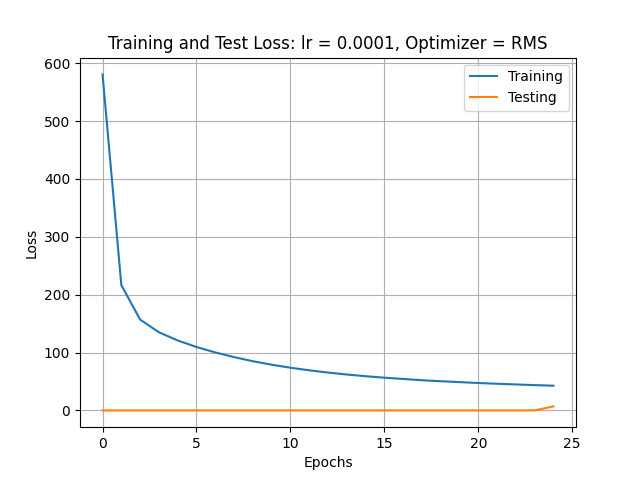 Training and Test Loss: lr = 0.0001, Optimizer = RMS
Training
Testing
600
500
400
300
200
100
0
Loss
0 5 10 15 20 25
Epochs